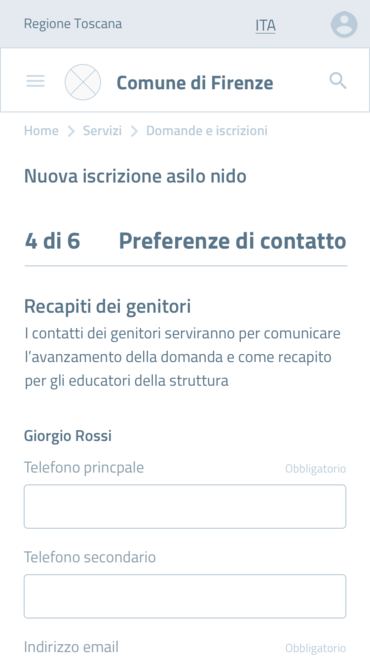 Regione Toscana
ITA
Comune di Firenze
Home > Servizi > Domande e iscrizioni
Nuova iscrizione asilo nido
4 di 6 Preferenze di contatto
Recapiti dei genitori
I contatti dei genitori serviranno per comunicare
l'avanzamento della domanda e come recapito
per gli educatori della struttura
Giorgio Rossi
Telefono princpale Obbligatorio
Telefono secondario
Indirizzo email Obbligatorio